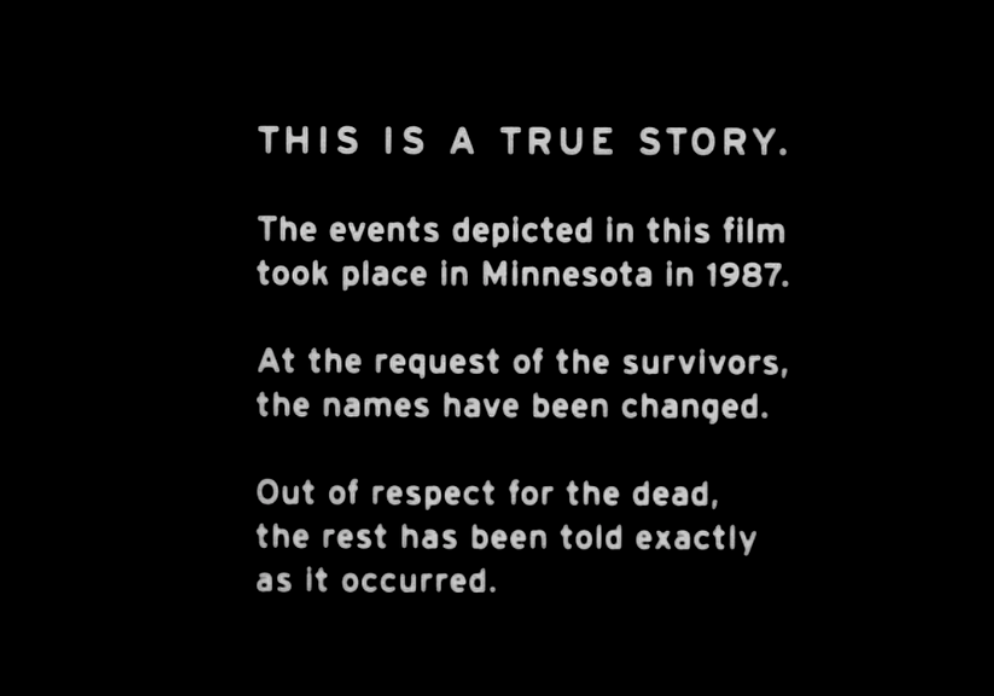 THIS IS A TRUE STORY.
The events depicted in this film
took place in Minnesota in 1987.
At the request of the survivors,
the names have been changed.
Out of respect for the dead,
the rest has been told exactly
as it occurred.